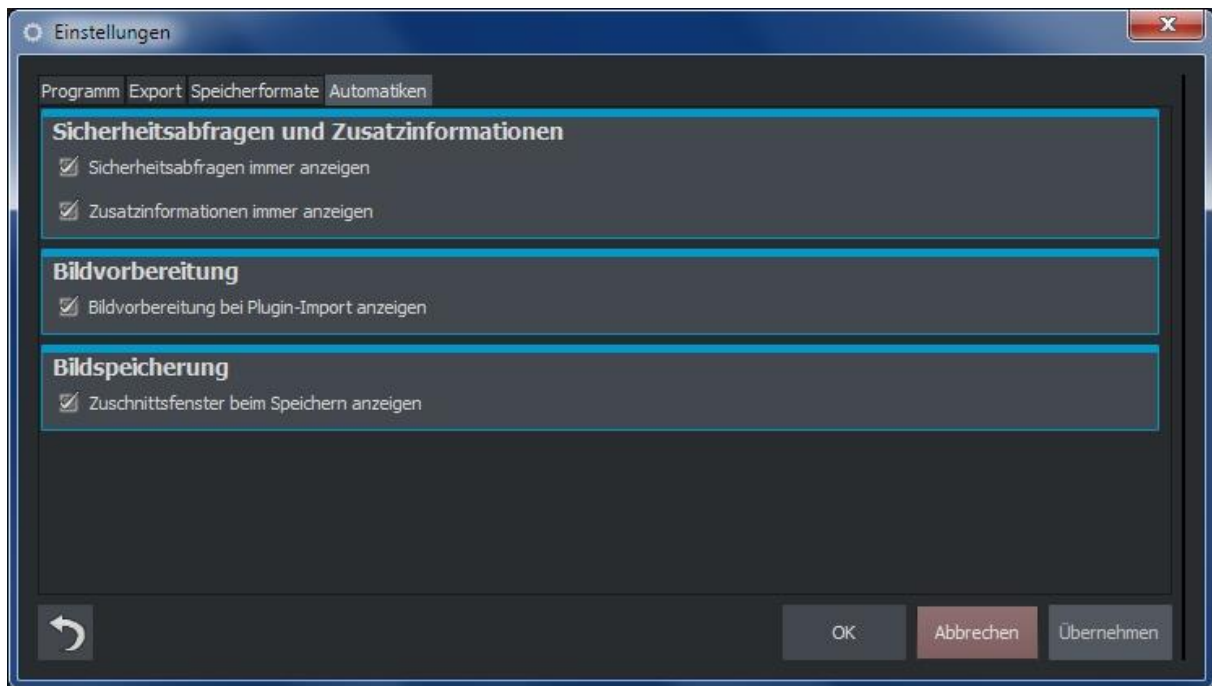 Einstellungen
Programm Export Speicherformate Automatiken
Sicherheitsabfragen und Zusatzinformationen
Sicherheitsabfragen immer anzeigen
Zusatzinformationen immer anzeigen
Bildvorbereitung
Bildvorbereitung bei Plugin-Import anzeigen
Bildspeicherung
Zuschnittsfenster beim Speichern anzeigen
OK Abbrechen Übernehmen